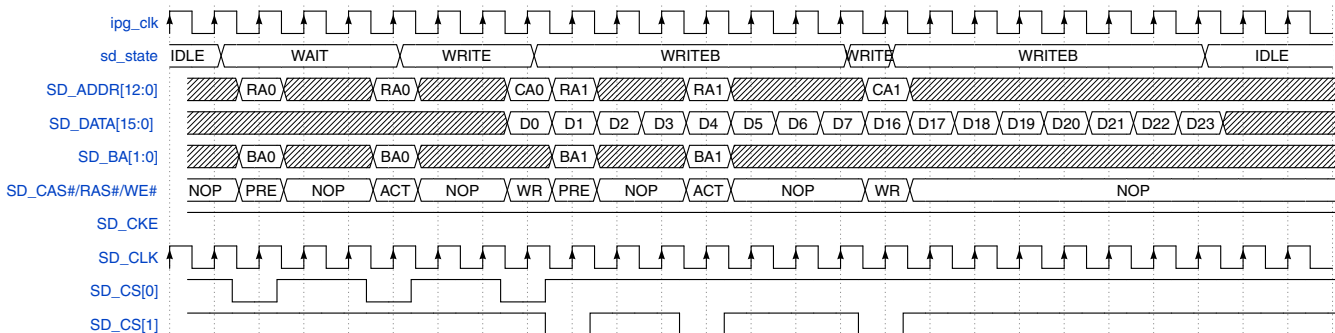 ipg_clk
sd_state IDLE WAIT WRITE WRITEB WRITE WRITEB IDLE
SD_ADDR[12:0] RA0 RA0 CA0 RA1 RA1 CA1
SD_DATA[15:0] D0 D1 D2 D3 D4 D5 D6 D7 D16 D17 D18 D19 D20 D21 D22 D23
SD_BA[1:0] BA0 BA0 BA1 BA1
SD_CAS#/RAS#/WE# NOP PRE NOP ACT NOP WR PRE NOP ACT NOP WR NOP
SD_CKE
SD_CLK
SD_CS[0]
SD_CS[1]